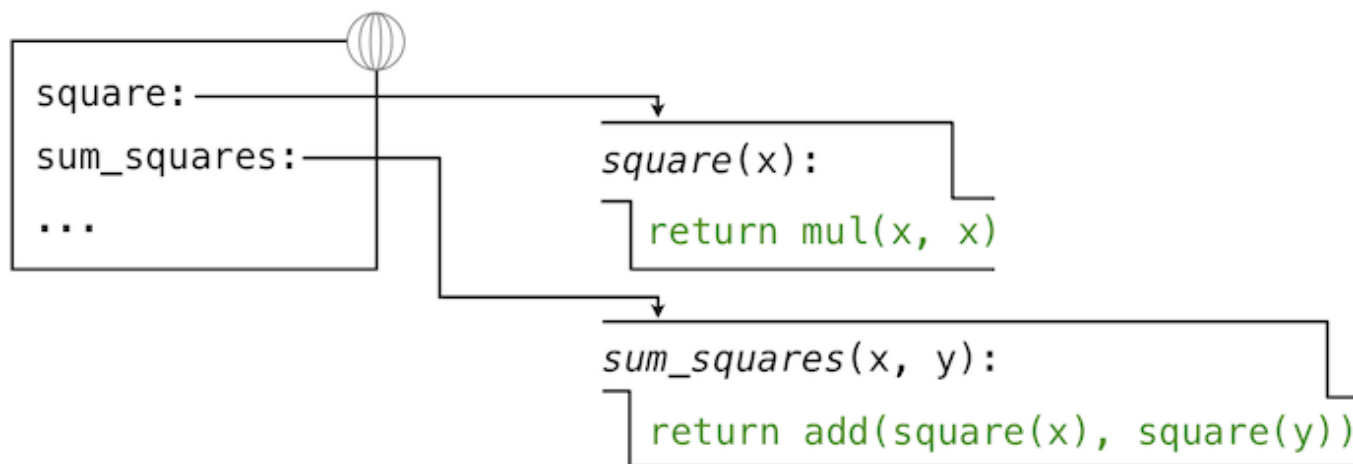 square:
sum_squares:
...
square(x):
return mul(x, x)
sum_squares(x, y):
return add(square(x), square(y))